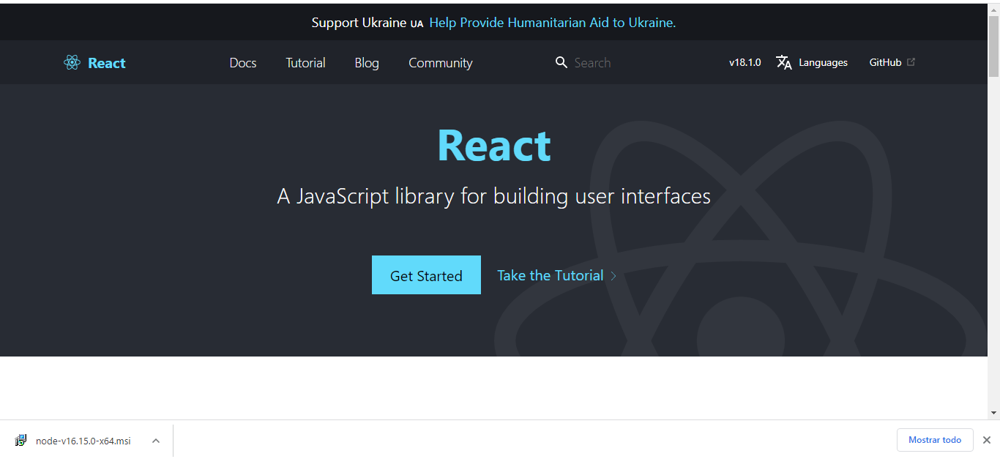 Support Ukraine UA Help Provide Humanitarian Aid to Ukraine.
React Docs Tutorial Blog Community Search v18.1.0 Languages GitHub
React
A JavaScript library for building user interfaces
Get Started Take the Tutorial
node-v16.15.0-x64.msi Mostrar todo